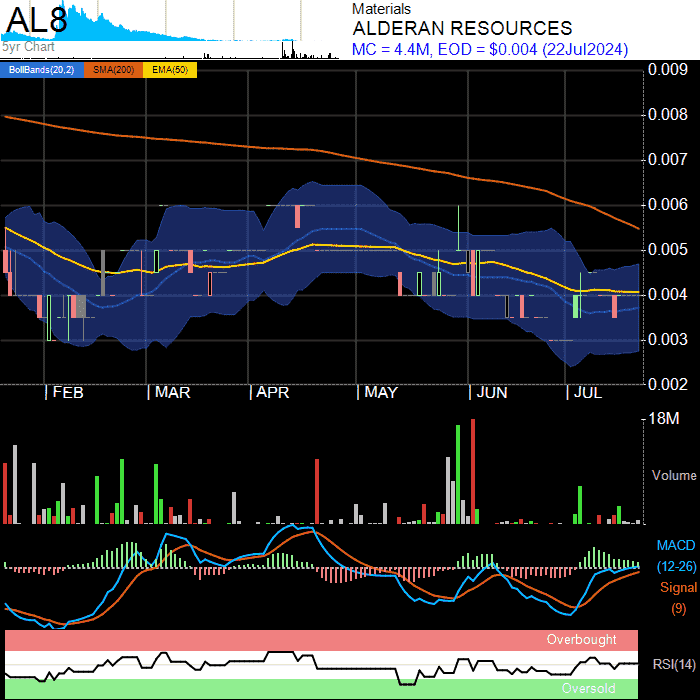 AL8
5yr Chart
Materials
ALDERAN RESOURCES
MC = 4.4M, EOD = $0.004 (22Jul2024)
BollBands(20,2) SMA(200) EMA(50)
0.009
0.008
0.007
0.006
0.005
0.004
0.003
0.002
FEB MAR APR MAY JUN JUL
18M
Volume
MACD
(12-26)
Signal
(9)
Overbought
RSI(14)
Oversold